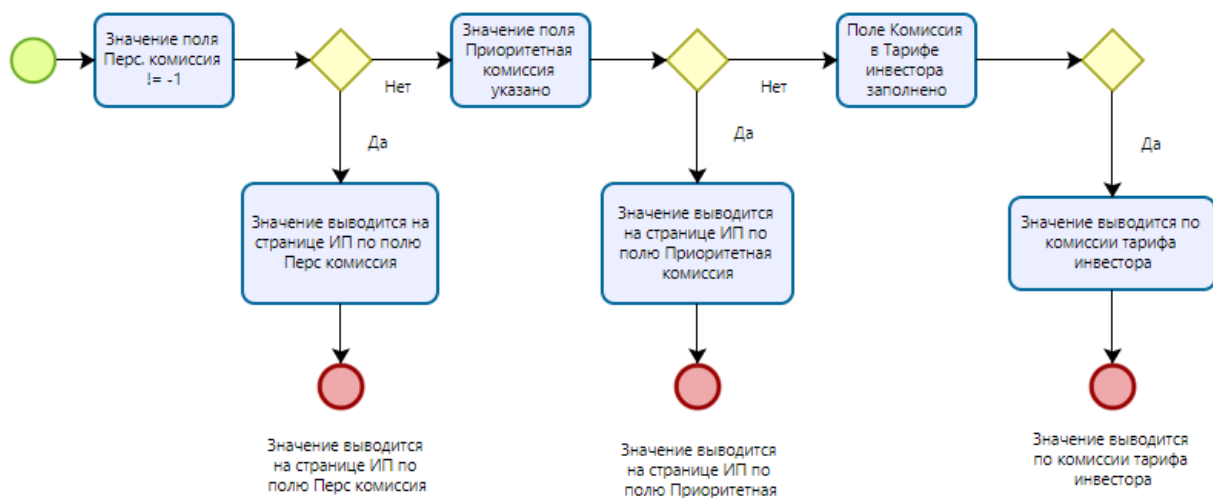 Значение поля
Перс. комиссия
!= -1
Нет
Да
Значение поля
Приоритетная
комиссия
указано
Нет
Да
Поле Комиссия
в Тарифе
инвестора
заполнено
Да
Значение выводится на
странице ИП по полю
Перс комиссия
Значение выводится
на странице ИП по
полю Приоритетная
комиссия
Значение выводится по
комиссии тарифа
инвестора
Значение выводится
на странице ИП по
полю Перс комиссия
Значение выводится
на странице ИП по
полю Приоритетная
Значение выводится
по комиссии тарифа
инвестора